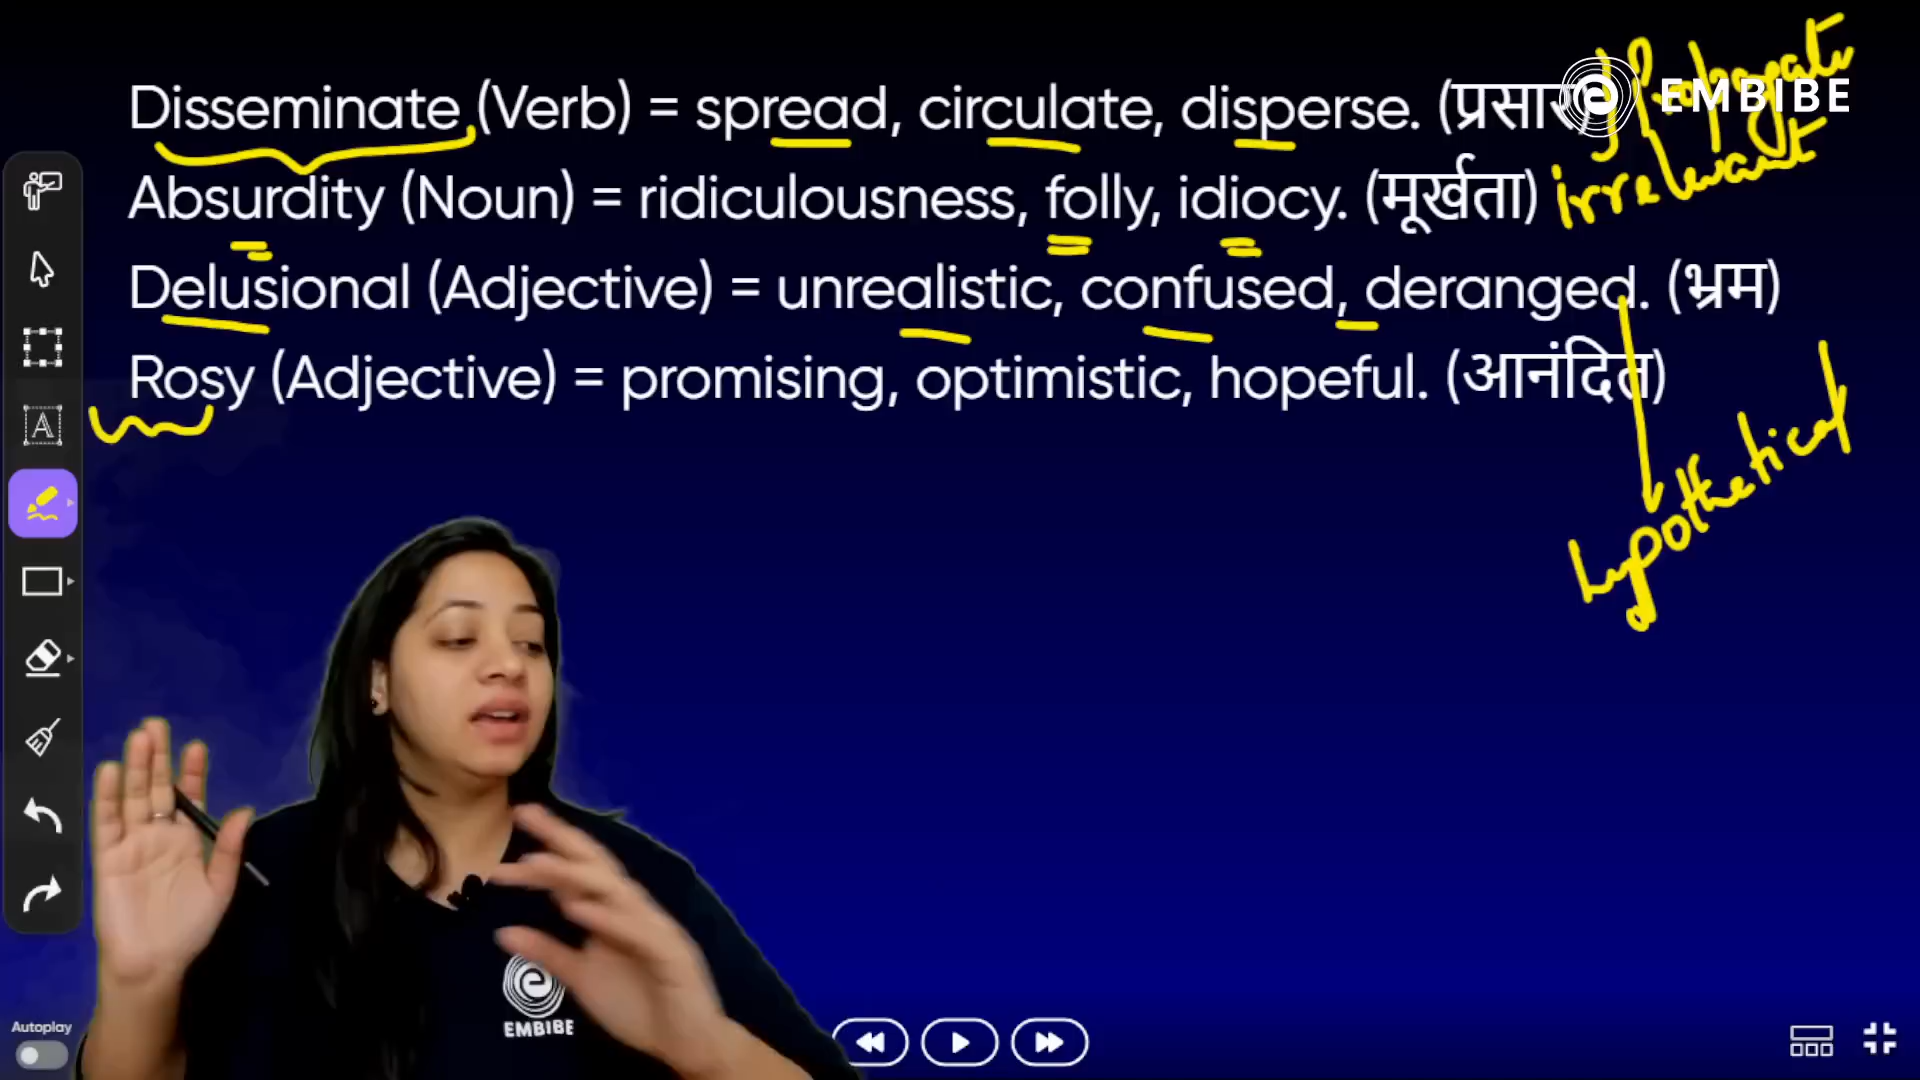 Disseminate (Verb) = spread, circulate, disperse. (प्रसार) Propagate
EMBIBE
Absurdity (Noun) = ridiculousness, folly, idiocy. (मूर्खता) irrelevant
Delusional (Adjective) = unrealistic, confused, deranged. (भ्रम)
Rosy (Adjective) = promising, optimistic, hopeful. (आनंदित)
hypothetical
A
EMBIBE
Autoplay